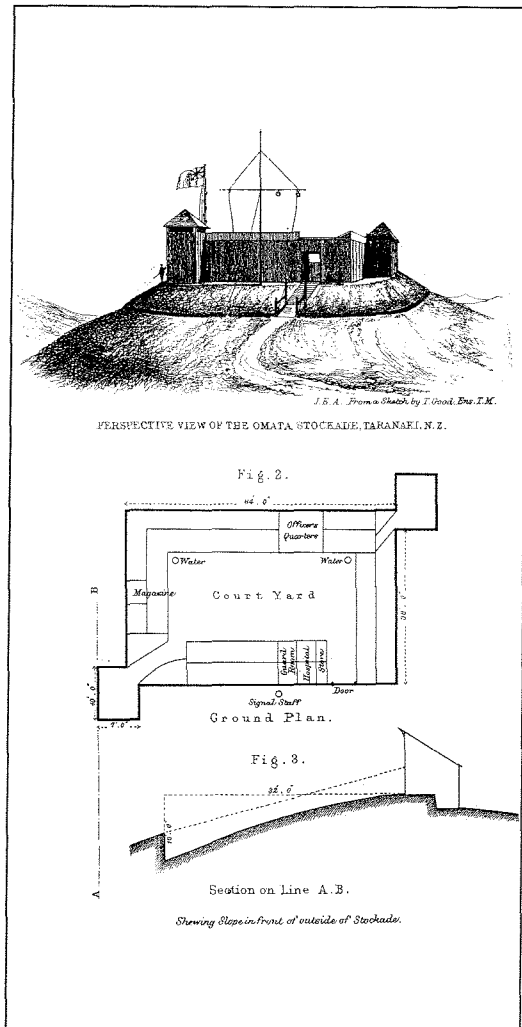 J.E.A. From a Sketch by T. Good, Ens. T.M.
PERSPECTIVE VIEW OF THE OMATA STOCKADE, TARANAKI, N.Z.
Fig. 2.
64'. 0"
Officers
Quarters
Water
Water
Magazine
Court Yard
B
Guard
Room
Hospital
Store
10'. 0"
7'. 0"
Door
Signal Staff
Ground Plan.
Fig. 3.
32'. 0"
A
Section on Line A.B.
Shewing Slope in front of outside of Stockade.